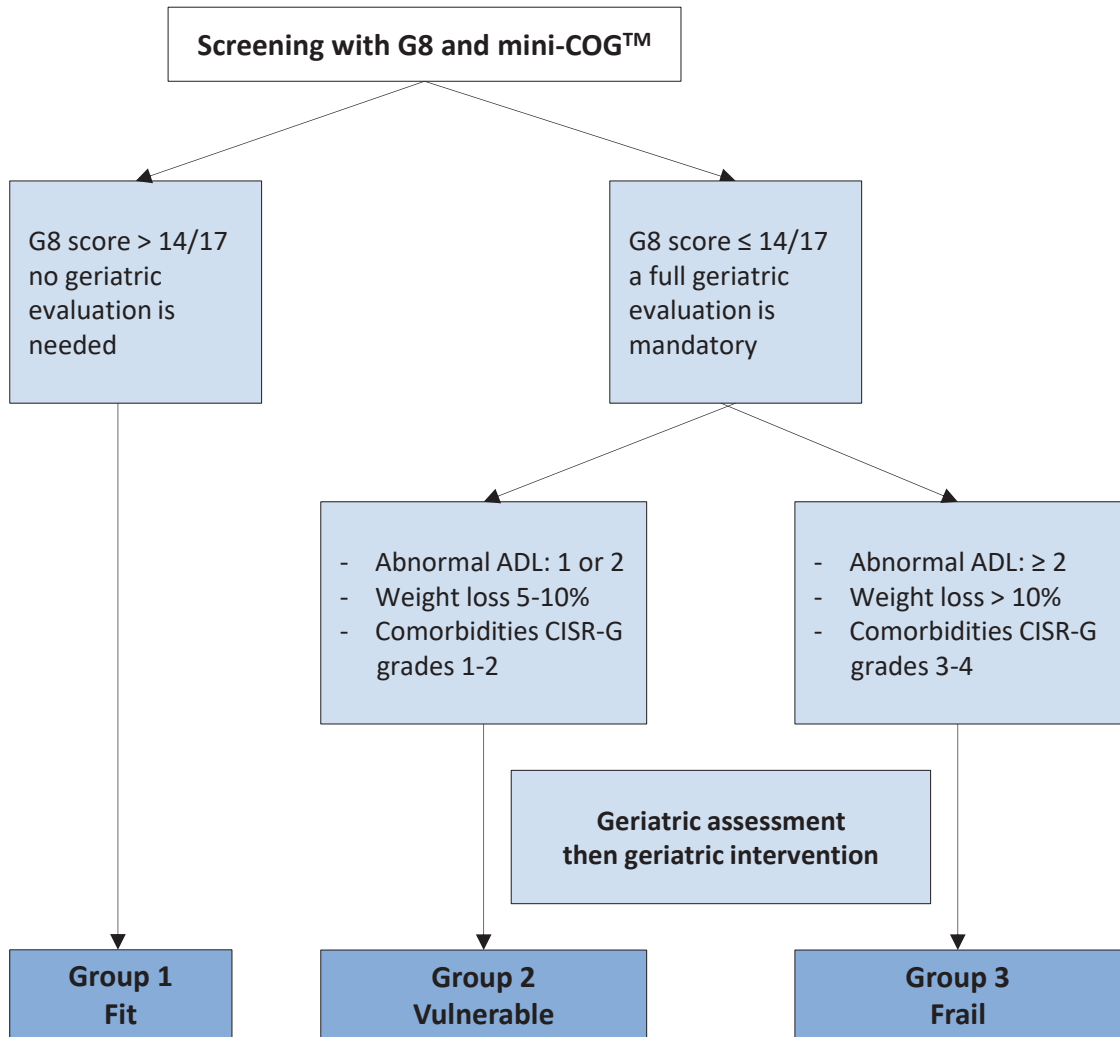 Screening with G8 and mini-COG™
G8 score > 14/17
no geriatric
evaluation is
needed
G8 score ≤ 14/17
a full geriatric
evaluation is
mandatory
- Abnormal ADL: 1 or 2
- Weight loss 5-10%
- Comorbidities CISR-G
grades 1-2
- Abnormal ADL: ≥ 2
- Weight loss > 10%
- Comorbidities CISR-G
grades 3-4
Geriatric assessment
then geriatric intervention
Group 1
Fit
Group 2
Vulnerable
Group 3
Frail